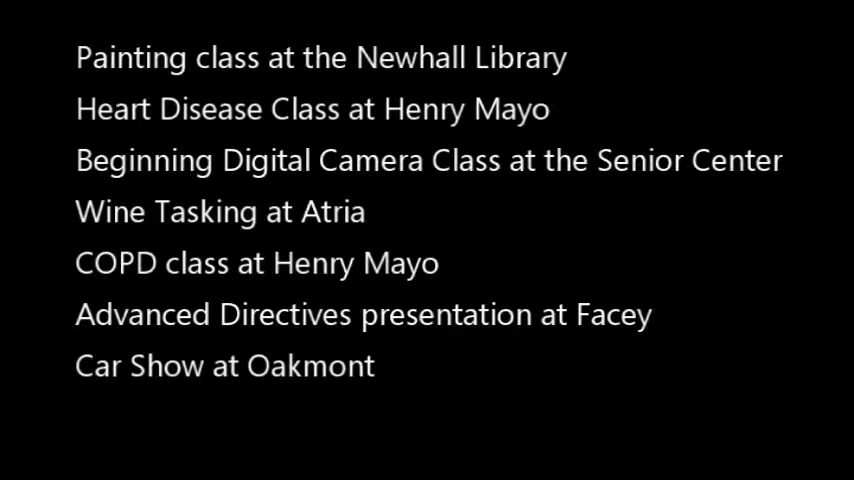 Painting class at the Newhall Library
Heart Disease Class at Henry Mayo
Beginning Digital Camera Class at the Senior Center
Wine Tasking at Atria
COPD class at Henry Mayo
Advanced Directives presentation at Facey
Car Show at Oakmont